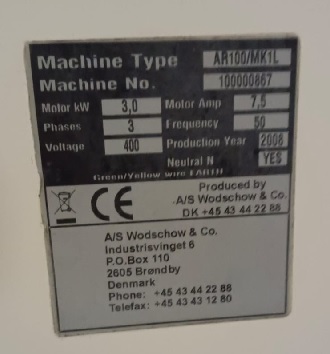 Machine Type AR100/MK1L
Machine No. 100000867
Motor kW 3,0 Motor Amp 7,5
Phases 3 Frequency 50
Voltage 400 Production Year 2008
Neutral N YES
Green/Yellow wire EARTH
CE Produced by
A/S Wodschow & Co.
DK +45 43 44 22 88
A/S Wodschow & Co.
Industrisvinget 6
P.O.Box 110
2605 Brøndby
Denmark
Phone: +45 43 44 22 88
Telefax: +45 43 43 12 80